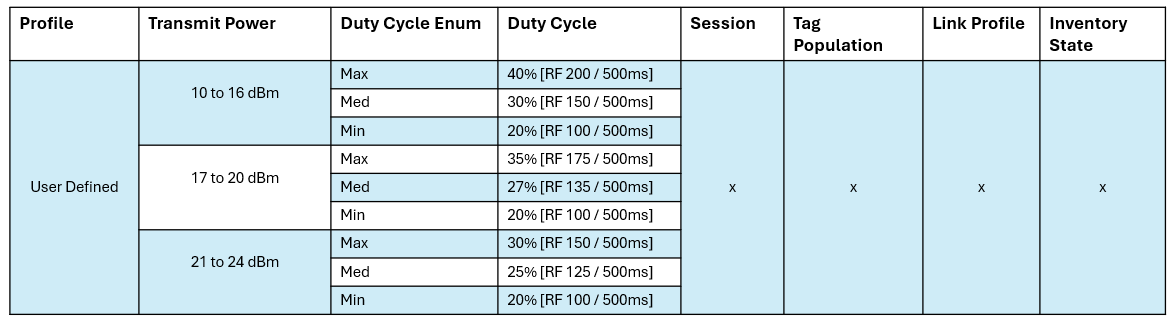 Profile Transmit Power Duty Cycle Enum Duty Cycle Session Tag Population Link Profile Inventory State
User Defined
10 to 16 dBm
Max 40% [RF 200 / 500ms]
Med 30% [RF 150 / 500ms]
Min 20% [RF 100 / 500ms]
17 to 20 dBm
Max 35% [RF 175 / 500ms]
Med 27% [RF 135 / 500ms]
Min 20% [RF 100 / 500ms]
21 to 24 dBm
Max 30% [RF 150 / 500ms]
Med 25% [RF 125 / 500ms]
Min 20% [RF 100 / 500ms]
x x x x